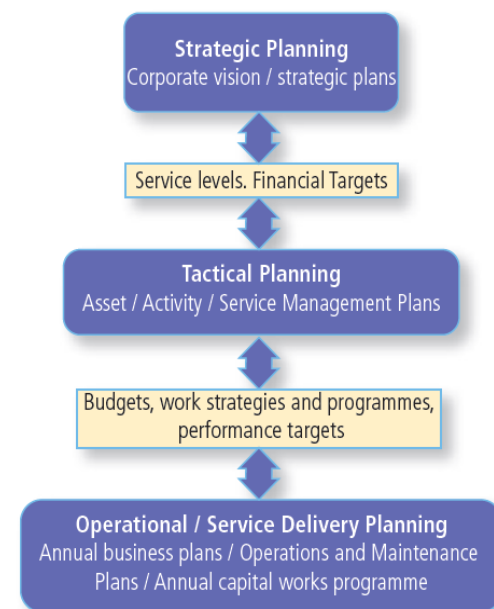 Strategic Planning
Corporate vision / strategic plans
Service levels. Financial Targets
Tactical Planning
Asset / Activity / Service Management Plans
Budgets, work strategies and programmes,
performance targets
Operational / Service Delivery Planning
Annual business plans / Operations and Maintenance
Plans / Annual capital works programme